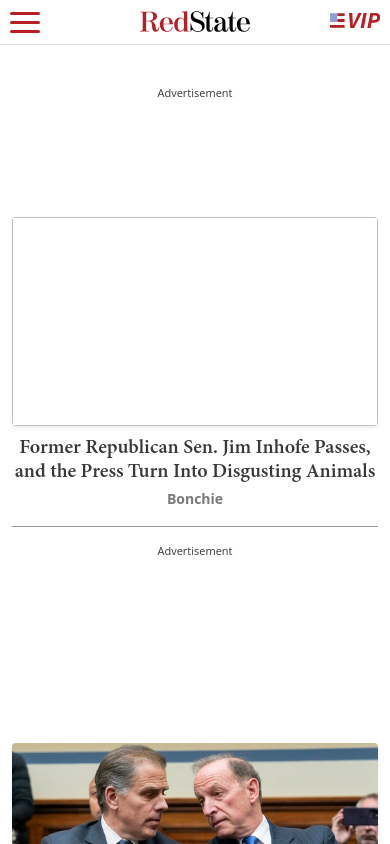 RedState
VIP
Advertisement
Former Republican Sen. Jim Inhofe Passes,
and the Press Turn Into Disgusting Animals
Bonchie
Advertisement